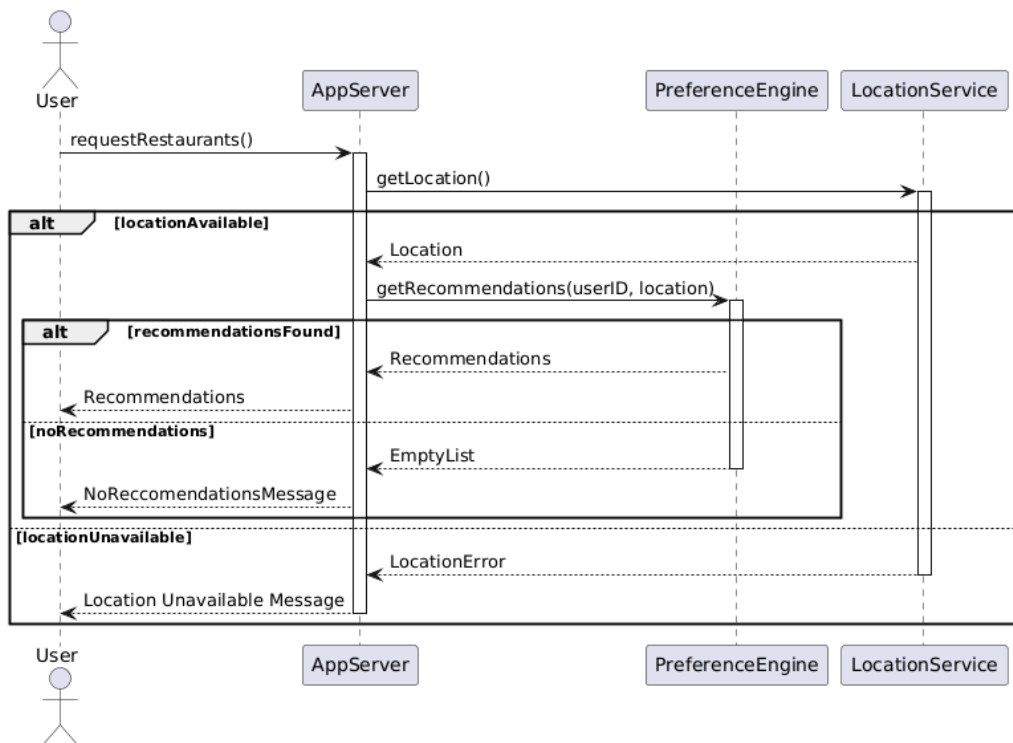 User
AppServer
PreferenceEngine
LocationService
requestRestaurants()
getLocation()
alt [locationAvailable]
Location
getRecommendations(userID, location)
alt [recommendationsFound]
Recommendations
Recommendations
[noRecommendations]
EmptyList
NoReccomendationsMessage
[locationUnavailable]
LocationError
Location Unavailable Message
User
AppServer
PreferenceEngine
LocationService